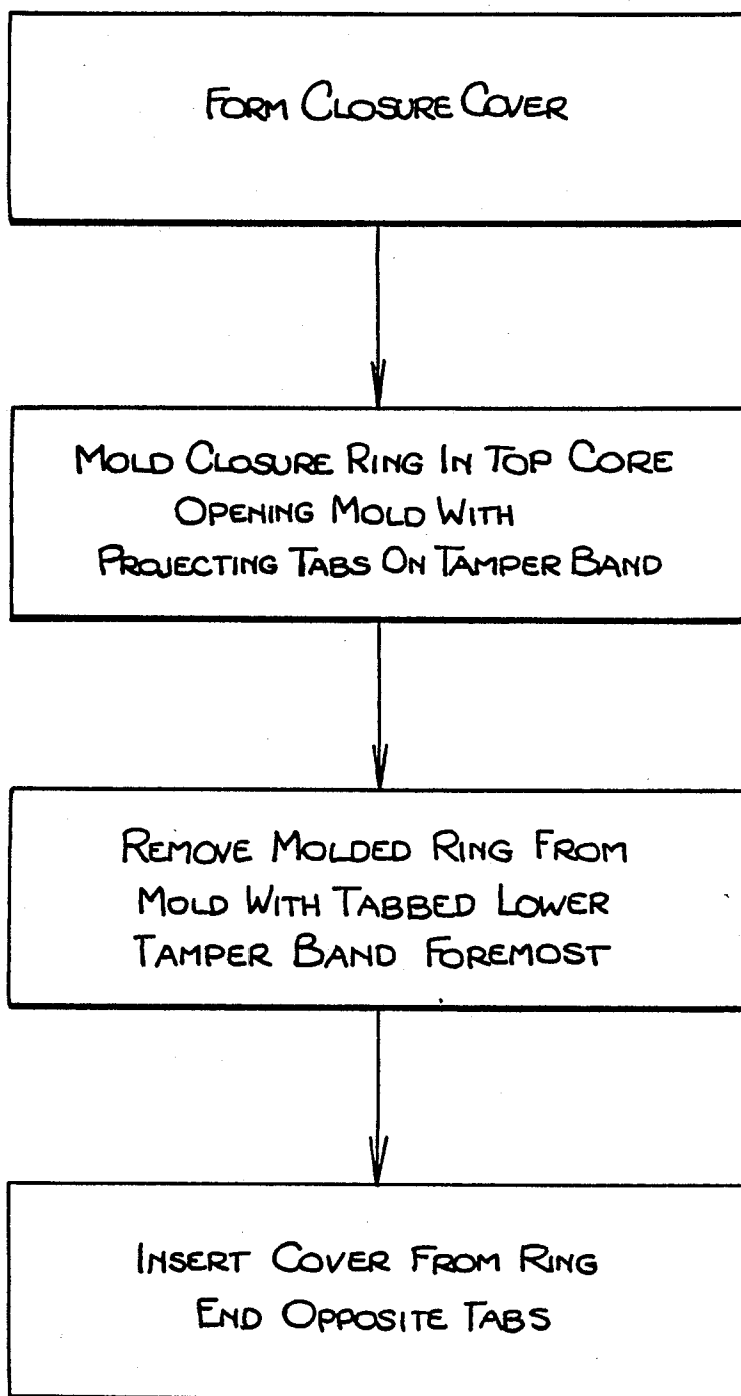 FORM CLOSURE COVER
MOLD CLOSURE RING IN TOP CORE
OPENING MOLD WITH
PROJECTING TABS ON TAMPER BAND
REMOVE MOLDED RING FROM
MOLD WITH TABBED LOWER
TAMPER BAND FOREMOST
INSERT COVER FROM RING
END OPPOSITE TABS